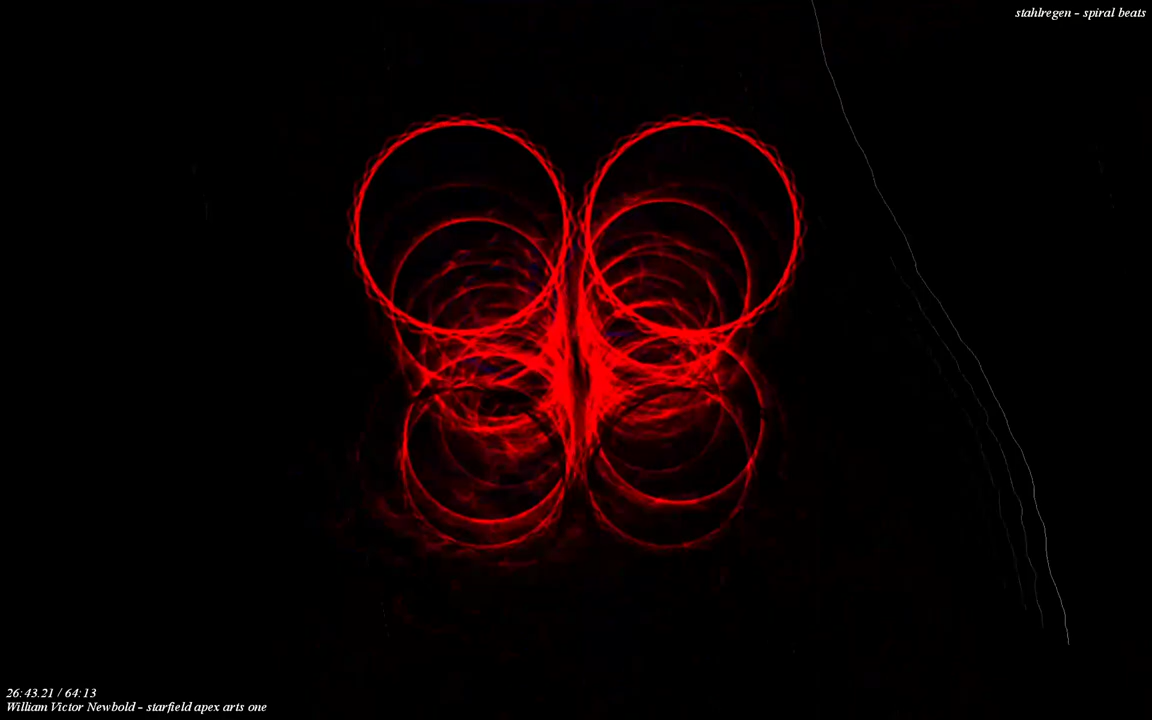 stahlregen - spiral beats
26:43.21 / 64:13
William Victor Newbold - starfield apex arts one